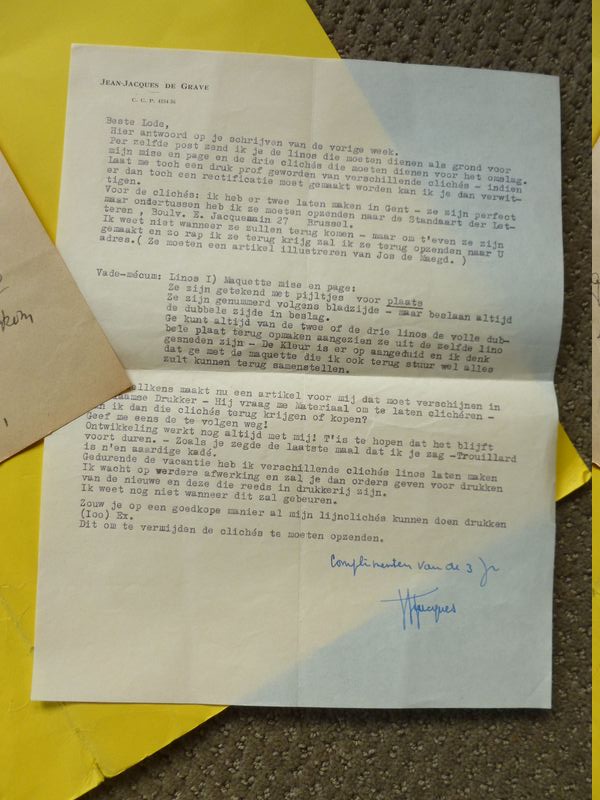 JEAN-JACQUES DE GRAVE
C. C. P.
Beste Lode,
Hier antwoord op je schrijven van de vorige week.
Per zelfde post zend ik je de linos die moeten dienen als grond voor
mijn mise en page en de drie clichés die moeten dienen voor het omslag.
Laat me toch een druk prof geworden van verschillende clichés - indien
er dan toch een rectificatie moet gemaakt worden kan ik je dan verwit-
tigen.
Voor de clichés: ik heb er twee laten maken in Gent - ze zijn perfect
maar ondertussen heb ik ze moeten opzenden naar de Standaart der Let-
teren , Boulv. E. Jacquemain 27 Brussel.
Ik weet niet wanneer ze zullen terug komen - maar om t'even ze zijn
gemaakt en zo rap ik ze terug krijg zal ik ze terug opzenden naar U
adres.( Ze moeten een artikel illustreren van Jos de Maegd. )
Vade-mécum: Linos I) Maquette mise en page:
Ze zijn getekend met pijltjes voor plaats
Ze zijn genummerd volgens bladzijde - maar beslaan altijd
de dubbele zijde in beslag.
Ge kunt altijd van de twee of de drie linos de volle dub-
bele plaat terug opmaken aangezien ze uit de zelfde lino
gesneden zijn - De Kleur is er op aangeduid en ik denk
dat ge met de maquette die ik ook terug stuur wel alles
zult kunnen terug samenstellen.
ellkens maakt nu een artikel voor mij dat moet verschijnen in
aamse Drukker - Hij vraag me Materiaal om te laten clichéren -
n ik dan die clichés terug krijgen of kopen?
Geef me eens de te volgen weg!
Ontwikkeling werkt nog altijd met mij! T'is te hopen dat het blijft
voort duren. - Zoals je zegde de laatste maal dat ik je zag -Trouillard
is n'en aardige kadé.
Gedurende de vacantie heb ik verschillende clichés linos laten maken
Ik wacht op werdere afwerking en zal je dan orders geven voor drukken
van de nieuwe en deze die reeds in drukkerij zijn.
Ik weet nog niet wanneer dit zal gebeuren.
Zouw je op een goedkope manier al mijn lijnclichés kunnen doen drukken
(Ioo) Ex.
Dit om te vermijden de clichés te moeten opzenden.
Complimenten van de 3 Jr
Jacques